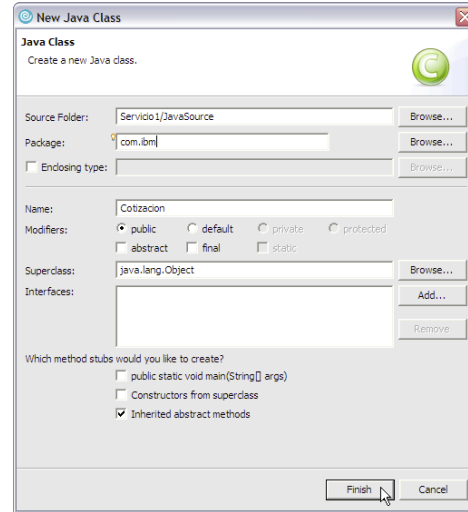 New Java Class
Java Class
Create a new Java class.
C
Source Folder: Servicio1/JavaSource Browse...
Package: com.ibm Browse...
Enclosing type: Browse...
Name: Cotizacion
Modifiers: public default private protected
abstract final static
Superclass: java.lang.Object Browse...
Interfaces: Add...
Remove
Which method stubs would you like to create?
public static void main(String[] args)
Constructors from superclass
Inherited abstract methods
Finish Cancel